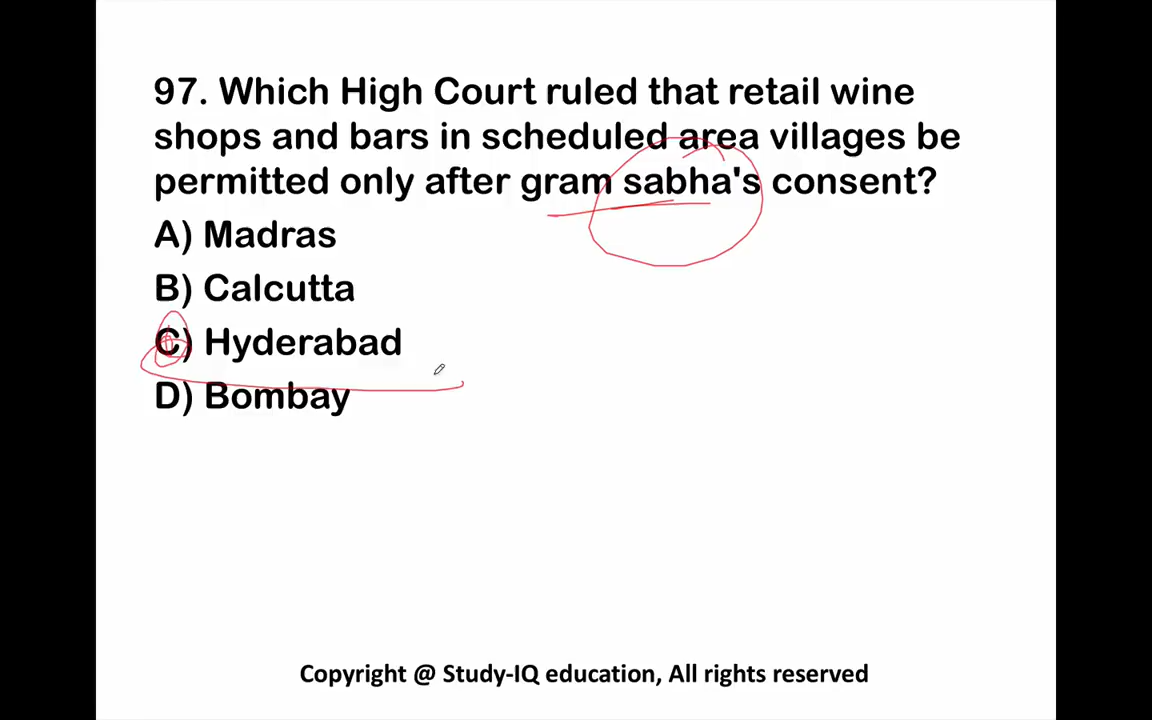 97. Which High Court ruled that retail wine
shops and bars in scheduled area villages be
permitted only after gram sabha's consent?
A) Madras
B) Calcutta
C) Hyderabad
D) Bombay
Copyright @ Study-IQ education, All rights reserved